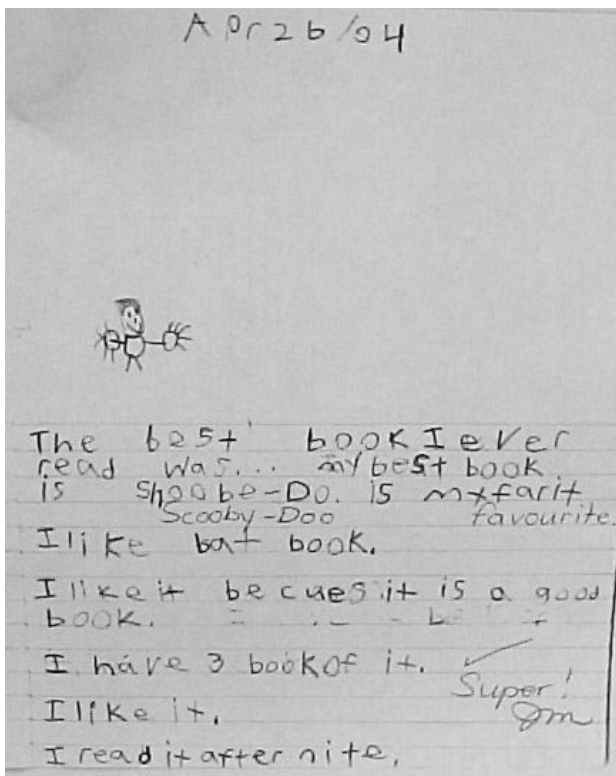 Apr 26/04
The best book I ever
read was... my best book
is Shoobe-Do. is my farit
Scooby-Doo favourite.
I like bat book.
I like it becues it is a good
book.
I have 3 book of it.
Super!
Jm
I like it.
I read it after nite.